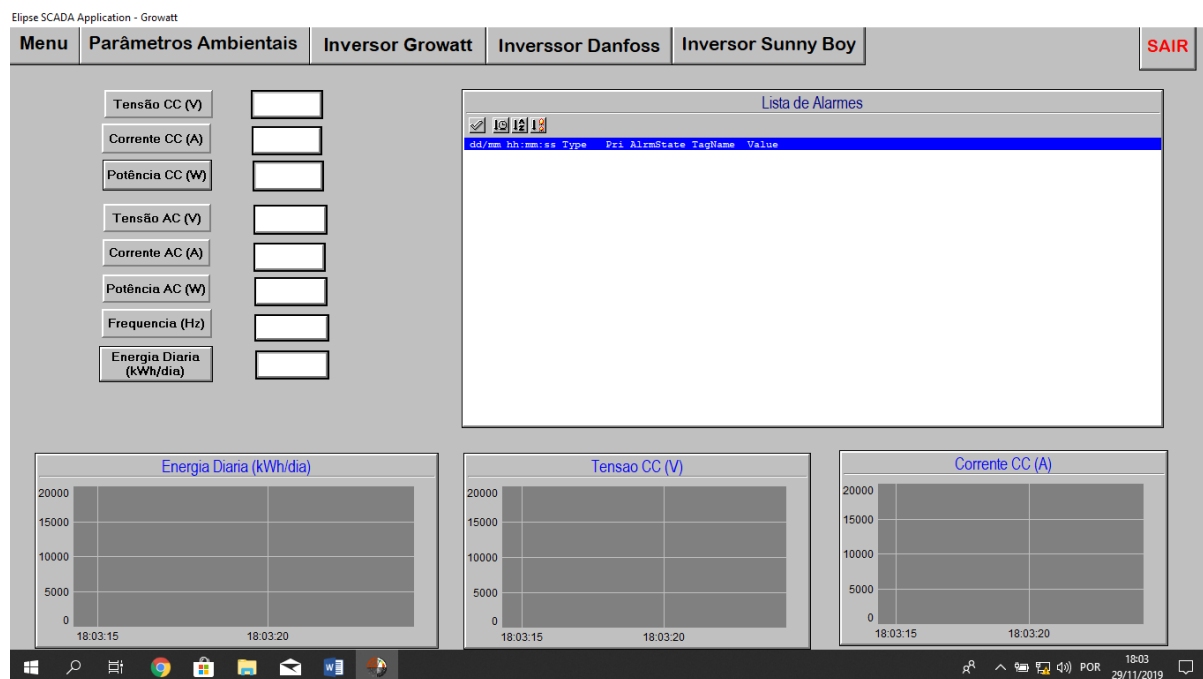 Elipse SCADA Application - Growatt
Menu
Parâmetros Ambientais
Inversor Growatt
Inverssor Danfoss
Inversor Sunny Boy
SAIR
Tensão CC (V)
Corrente CC (A)
Potência CC (W)
Tensão AC (V)
Corrente AC (A)
Potência AC (W)
Frequencia (Hz)
Energia Diaria
(kWh/dia)
Lista de Alarmes
dd/mm hh:mm:ss Type Pri AlrmState TagName Value
Energia Diaria (kWh/dia)
20000
15000
10000
5000
0
18:03:15 18:03:20
Tensao CC (V)
20000
15000
10000
5000
0
18:03:15 18:03:20
Corrente CC (A)
20000
15000
10000
5000
0
18:03:15 18:03:20
POR
18:03
29/11/2019